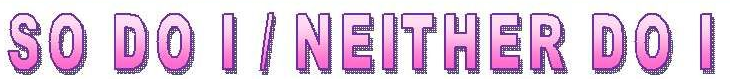 SO DO I / NEITHER DO I